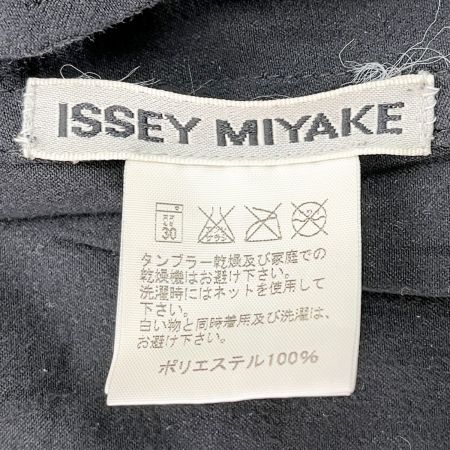 ISSEY MIYAKE
30
タンブラー乾燥及び家庭での
乾燥機はお避け下さい。
洗濯時にはネットを使用して
下さい。
白い物と同時着用及び洗濯は、
お避け下さい。
ポリエステル100%